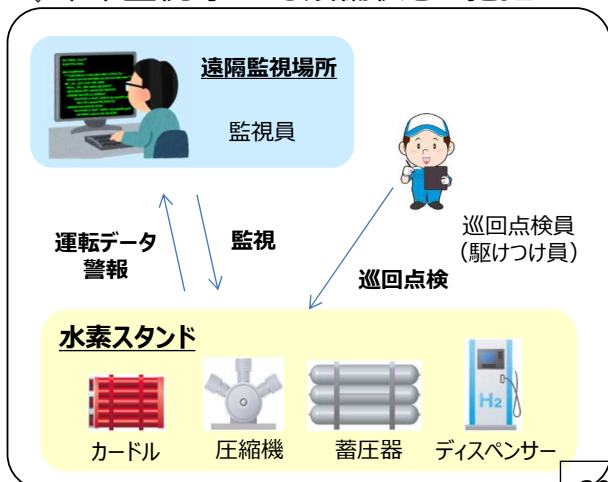 遠隔監視場所
監視員
運転データ
警報
監視
巡回点検
巡回点検員
（駆けつけ員）
水素スタンド
H2
カードル
圧縮機
蓄圧器
ディスペンサー